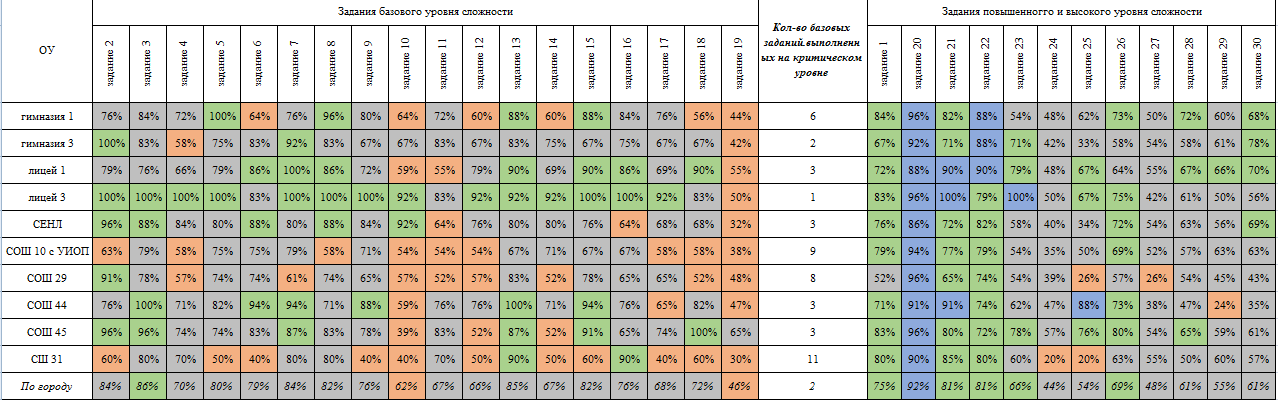 Задания базового уровня сложности Задания повышенного и высокого уровня сложности
ОУ задание 2 задание 3 задание 4 задание 5 задание 6 задание 7 задание 8 задание 9 задание 10 задание 11 задание 12 задание 13 задание 14 задание 15 задание 16 задание 17 задание 18 задание 19 Кол-во базовых задание 1 задание 20 задание 21 задание 22 задание 23 задание 24 задание 25 задание 26 задание 27 задание 28 задание 29 задание 30
заданий.выполненн
ых на критическом
уровне
гимназия 1 76% 84% 72% 100% 64% 76% 96% 80% 64% 72% 60% 88% 60% 88% 84% 76% 56% 44% 6 84% 96% 82% 88% 54% 48% 62% 73% 50% 72% 60% 68%
гимназия 3 100% 83% 58% 75% 83% 92% 83% 67% 67% 83% 67% 83% 75% 67% 75% 67% 67% 42% 2 67% 92% 71% 88% 71% 42% 33% 58% 54% 58% 61% 78%
лицей 1 79% 76% 66% 79% 86% 100% 86% 72% 59% 55% 79% 90% 69% 90% 86% 69% 90% 55% 3 72% 88% 90% 90% 79% 48% 67% 64% 55% 67% 66% 70%
лицей 3 100% 100% 100% 100% 83% 100% 100% 100% 92% 83% 92% 92% 92% 100% 100% 92% 83% 50% 1 83% 96% 100% 79% 100% 50% 67% 75% 42% 61% 50% 56%
СЕНЛ 96% 88% 84% 80% 88% 80% 88% 84% 92% 64% 76% 80% 80% 76% 64% 68% 68% 32% 3 76% 86% 72% 82% 58% 40% 34% 72% 54% 63% 56% 69%
СОШ 10 с УИОП 63% 79% 58% 75% 75% 79% 58% 71% 54% 54% 54% 67% 71% 67% 67% 58% 58% 38% 9 79% 94% 77% 79% 54% 35% 50% 69% 52% 57% 63% 63%
СОШ 29 91% 78% 57% 74% 74% 61% 74% 65% 57% 52% 57% 83% 52% 78% 65% 65% 52% 48% 8 52% 96% 65% 74% 54% 39% 26% 57% 26% 54% 45% 43%
СОШ 44 76% 100% 71% 82% 94% 94% 71% 88% 59% 76% 76% 100% 71% 94% 76% 65% 82% 47% 3 71% 91% 91% 74% 62% 47% 88% 73% 38% 47% 24% 35%
СОШ 45 96% 96% 74% 74% 83% 87% 83% 78% 39% 83% 52% 87% 52% 91% 65% 74% 100% 65% 3 83% 96% 80% 72% 78% 57% 76% 80% 54% 65% 59% 61%
СШ 31 60% 80% 70% 50% 40% 80% 80% 40% 40% 70% 50% 90% 50% 60% 90% 40% 60% 30% 11 80% 90% 85% 80% 60% 20% 20% 63% 55% 50% 60% 57%
По городу 84% 86% 70% 80% 79% 84% 82% 76% 62% 67% 66% 85% 67% 82% 76% 68% 72% 46% 2 75% 92% 81% 81% 66% 44% 54% 69% 48% 61% 55% 61%